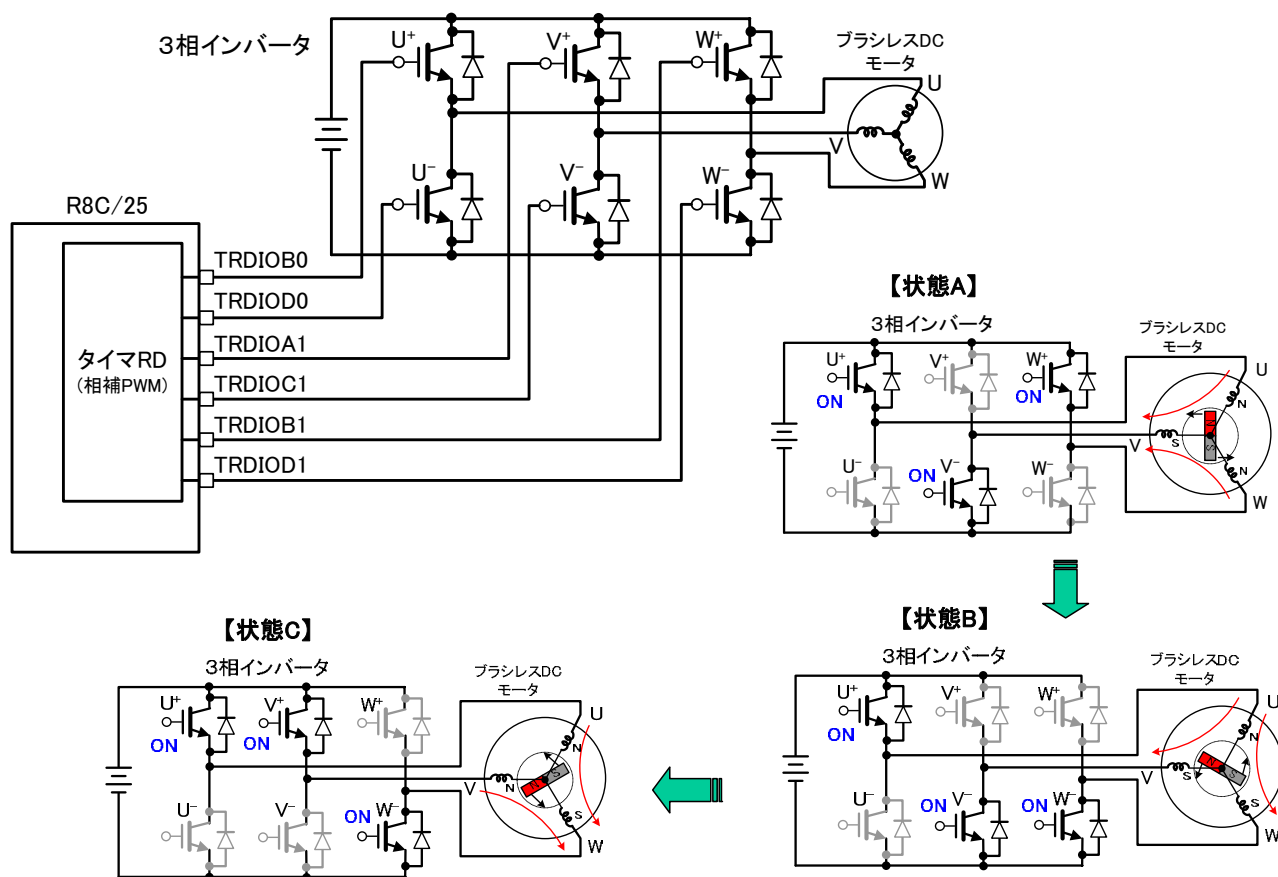 3相インバータ
U+
V+
W+
ブラシレスDC
モータ
U
V
W
U−
V−
W−
R8C/25
タイマRD
(相補PWM)
TRDIOB0
TRDIOD0
TRDIOA1
TRDIOC1
TRDIOB1
TRDIOD1
【状態A】
3相インバータ
ブラシレスDC
モータ
U+
ON
V+
W+
ON
U
N
N
S
V
S
N
W
U−
ON
V−
W−
【状態B】
3相インバータ
ブラシレスDC
モータ
U+
ON
V+
W+
U
N
N
S
V
S
S
W
U−
ON
V−
ON
W−
【状態C】
3相インバータ
ブラシレスDC
モータ
U+
ON
V+
ON
W+
U
N
S
N
V
N
S
W
U−
V−
ON
W−